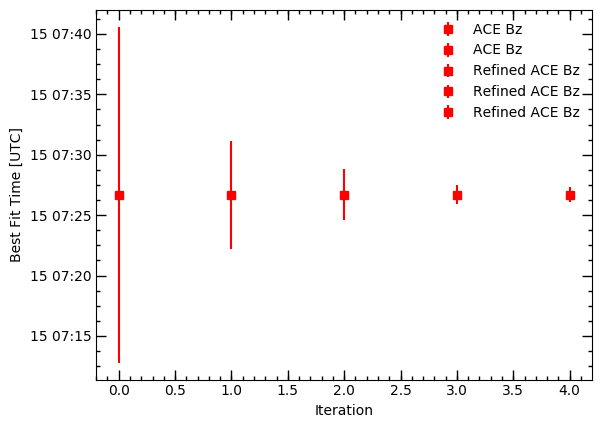 ACE Bz
ACE Bz
Refined ACE Bz
Refined ACE Bz
Refined ACE Bz
15 07:40
15 07:35
15 07:30
15 07:25
15 07:20
15 07:15
Best Fit Time [UTC]
0.0 0.5 1.0 1.5 2.0 2.5 3.0 3.5 4.0
Iteration